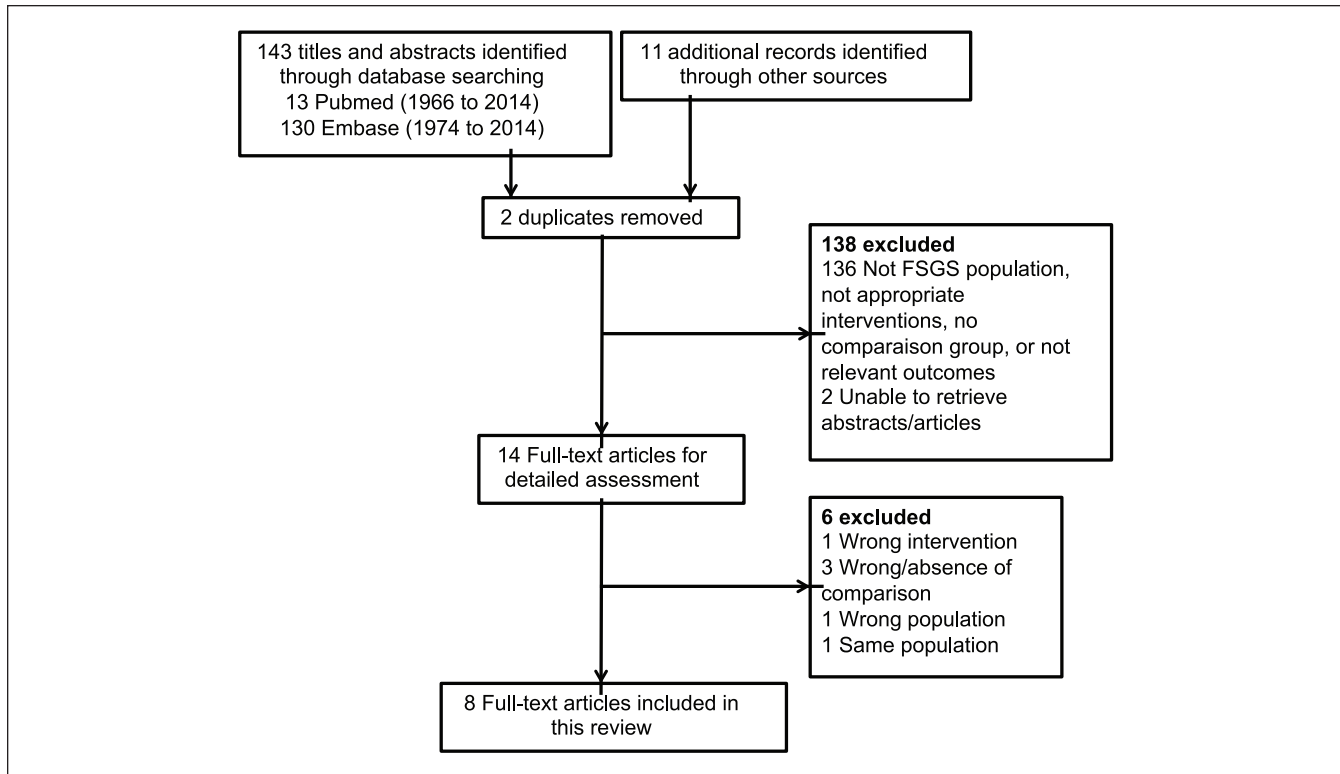 143 titles and abstracts identified
through database searching
13 Pubmed (1966 to 2014)
130 Embase (1974 to 2014)
11 additional records identified
through other sources
2 duplicates removed
138 excluded
136 Not FSGS population,
not appropriate
interventions, no
comparaison group, or not
relevant outcomes
2 Unable to retrieve
abstracts/articles
14 Full-text articles for
detailed assessment
6 excluded
1 Wrong intervention
3 Wrong/absence of
comparison
1 Wrong population
1 Same population
8 Full-text articles included in
this review